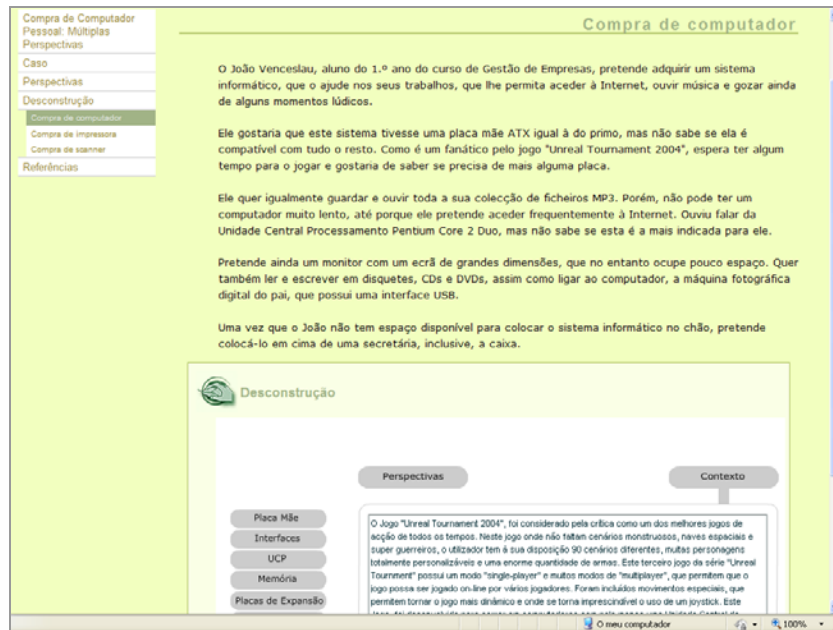 Compra de Computador
Pessoal: Múltiplas
Perspectivas
Caso
Perspectivas
Desconstrução
Compra de computador
Compra de impressora
Compra de scanner
Referências
Compra de computador
O João Venceslau, aluno do 1.º ano do curso de Gestão de Empresas, pretende adquirir um sistema
informático, que o ajude nos seus trabalhos, que lhe permita aceder à Internet, ouvir música e gozar ainda
de alguns momentos lúdicos.
Ele gostaria que este sistema tivesse uma placa mãe ATX igual à do primo, mas não sabe se ela é
compatível com tudo o resto. Como é um fanático pelo jogo "Unreal Tournament 2004", espera ter algum
tempo para o jogar e gostaria de saber se precisa de mais alguma placa.
Ele quer igualmente guardar e ouvir toda a sua colecção de ficheiros MP3. Porém, não pode ter um
computador muito lento, até porque ele pretende aceder frequentemente à Internet. Ouviu falar da
Unidade Central Processamento Pentium Core 2 Duo, mas não sabe se esta é a mais indicada para ele.
Pretende ainda um monitor com um ecrã de grandes dimensões, que no entanto ocupe pouco espaço. Quer
também ler e escrever em disquetes, CDs e DVDs, assim como ligar ao computador, a máquina fotográfica
digital do pai, que possui uma interface USB.
Uma vez que o João não tem espaço disponível para colocar o sistema informático no chão, pretende
colocá-lo em cima de uma secretária, inclusive, a caixa.
Desconstrução
Perspectivas
Contexto
Placa Mãe
Interfaces
UCP
Memória
Placas de Expansão
O Jogo "Unreal Tournament 2004", foi considerado pela crítica como um dos melhores jogos de
acção de todos os tempos. Neste jogo onde não faltam cenários monstruosos, naves espaciais e
super guerreiros, o utilizador tem à sua disposição 90 cenários diferentes, muitas personagens
totalmente personalizáveis e uma enorme quantidade de armas. Este terceiro jogo da série "Unreal
Tournment" possui um modo "single-player" e muitos modos de "multiplayer", que permitem que o
jogo possa ser jogado on-line por vários jogadores. Foram incluídos movimentos especiais, que
permitem tornar o jogo mais dinâmico e onde se torna imprescindível o uso de um joystick. Este
O meu computador
100%